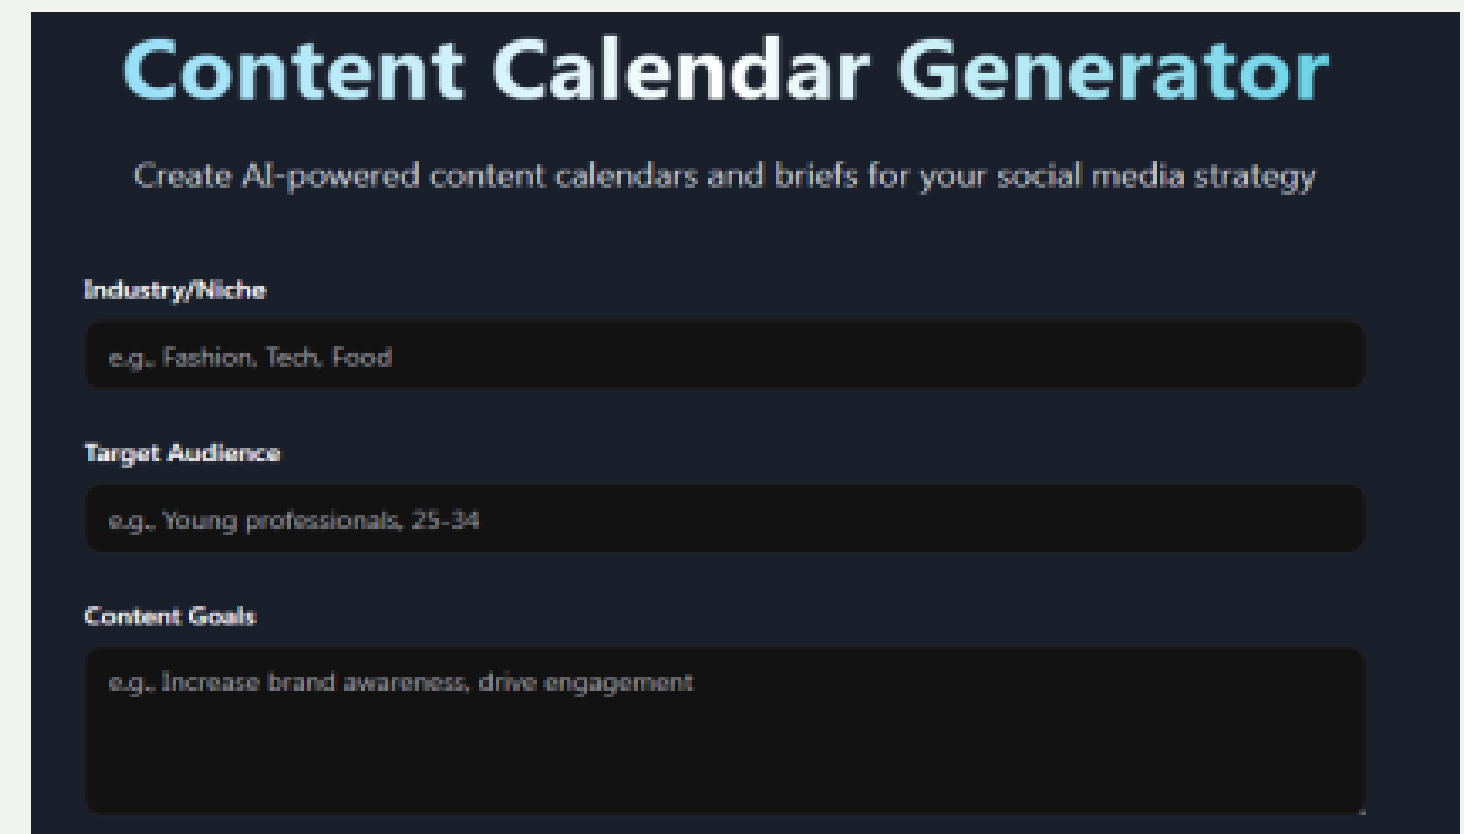 Content Calendar Generator
Create AI-powered content calendars and briefs for your social media strategy
Industry/Niche
e.g., Fashion, Tech, Food
Target Audience
e.g., Young professionals, 25-34
Content Goals
e.g., Increase brand awareness, drive engagement